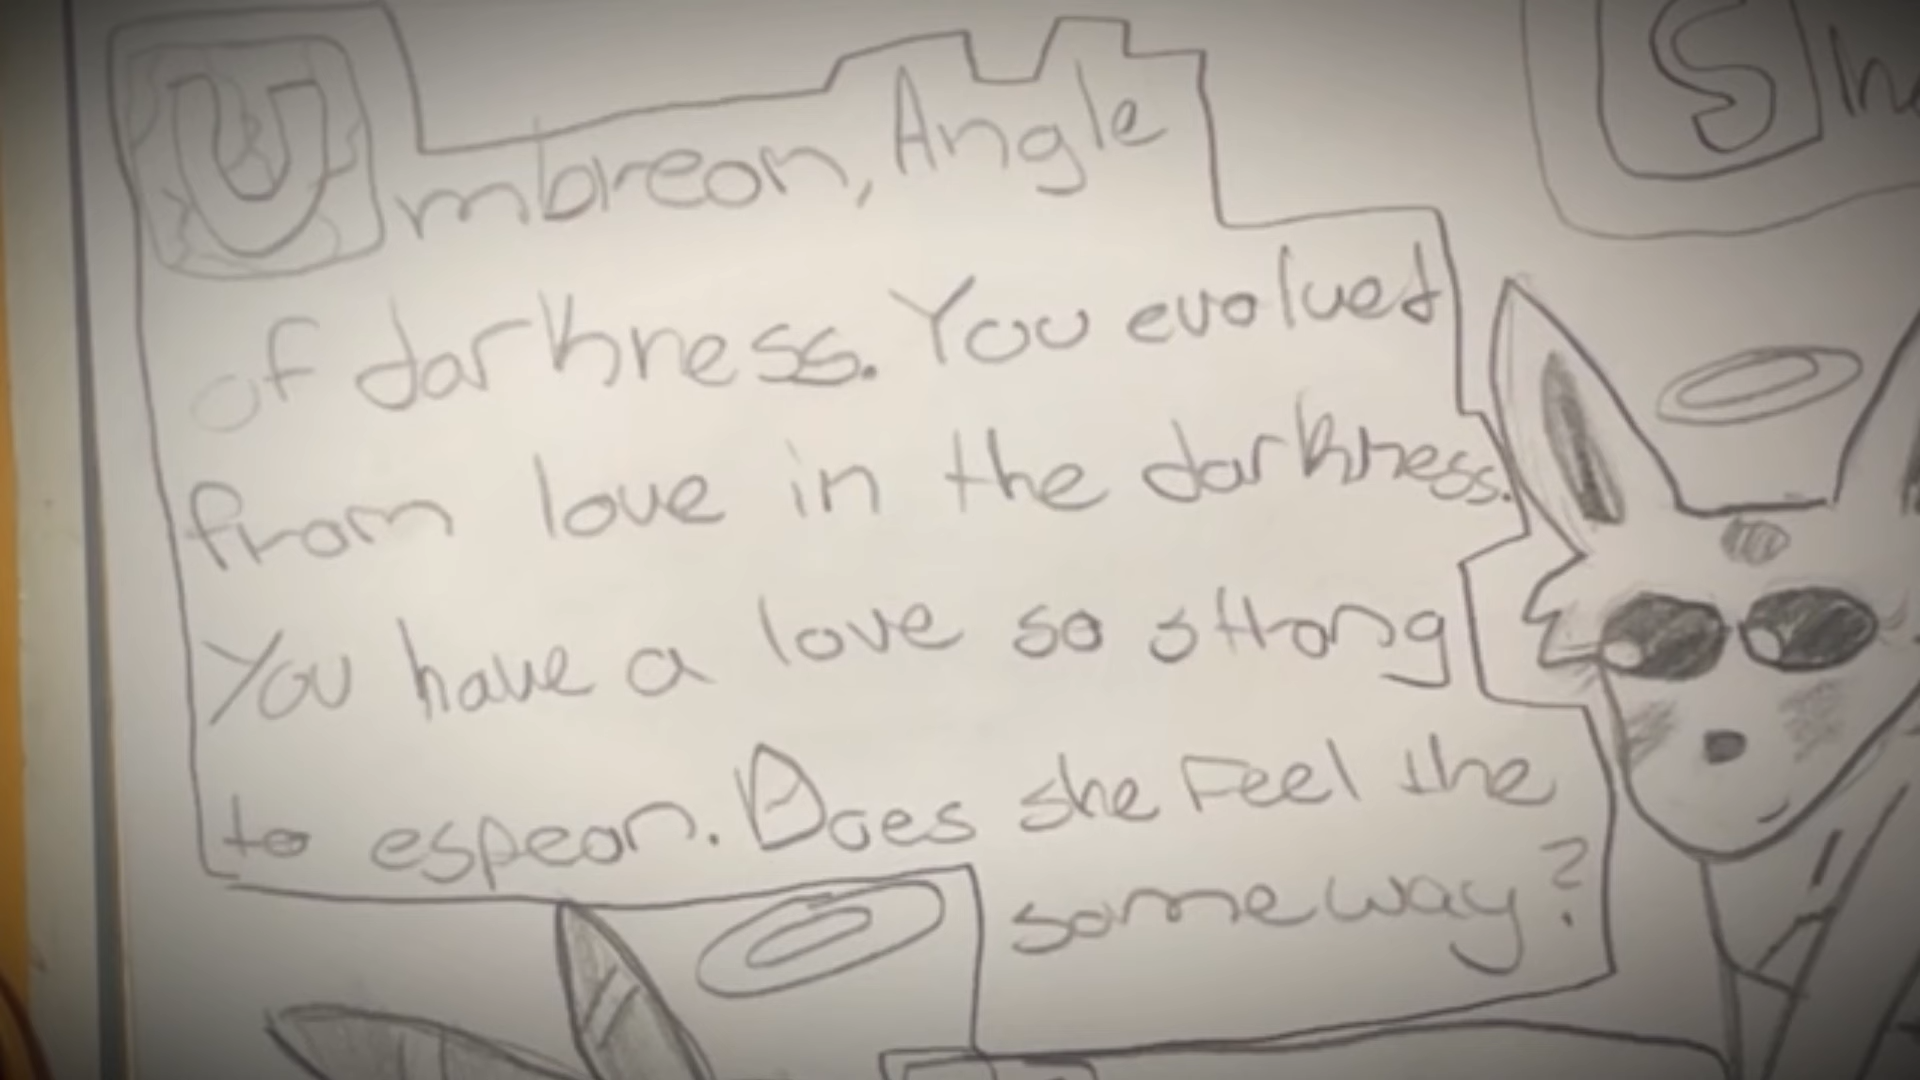 Umbreon, Angle
of darkness. You evolved
from love in the darkness.
You have a love so strong
to espeon. Does she Feel the
same way?